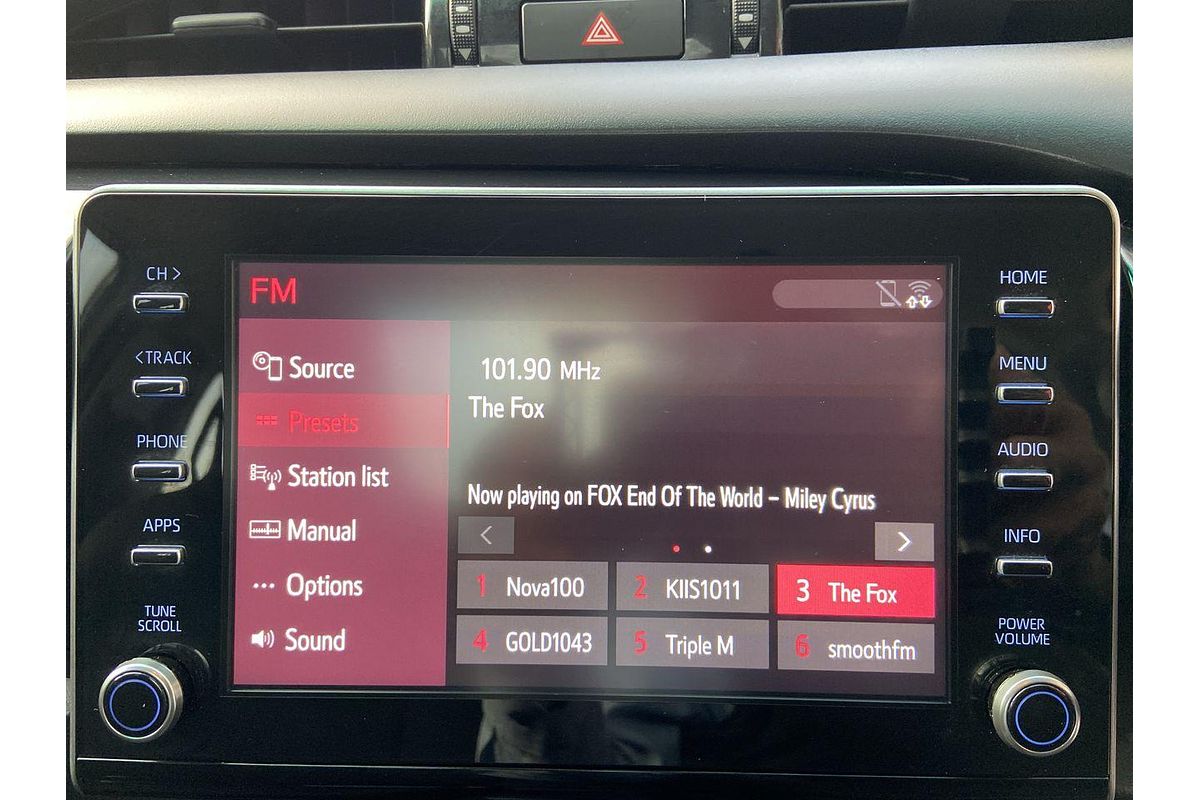 CH >
< TRACK
PHONE
APPS
TUNE
SCROLL
FM
Source
Presets
Station list
Manual
Options
Sound
101.90 MHz
The Fox
Now playing on FOX End Of The World – Miley Cyrus
< >
1 Nova100
2 KIIS1011
3 The Fox
4 GOLD1043
5 Triple M
6 smoothfm
HOME
MENU
AUDIO
INFO
POWER
VOLUME